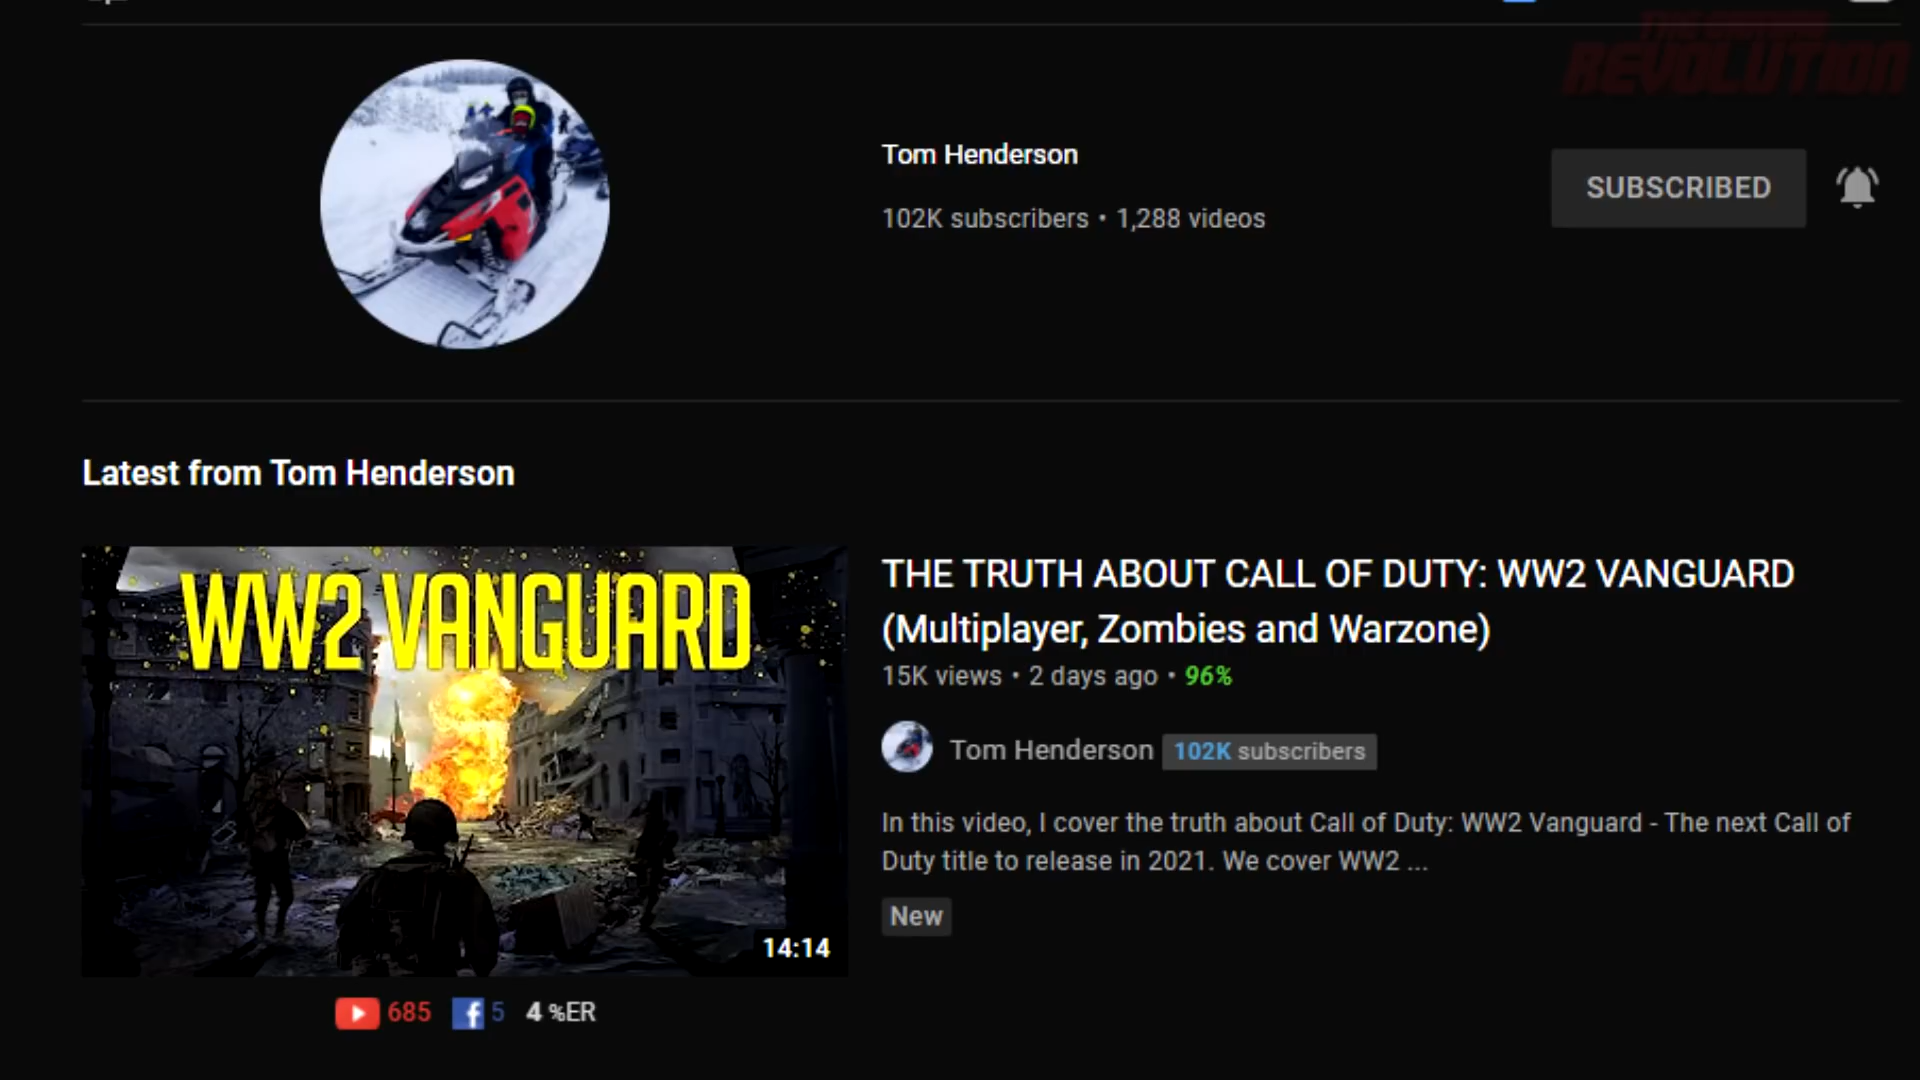 THE GAMING
REVOLUTION
Tom Henderson
102K subscribers • 1,288 videos
SUBSCRIBED
Latest from Tom Henderson
WW2 VANGUARD
14:14
THE TRUTH ABOUT CALL OF DUTY: WW2 VANGUARD
(Multiplayer, Zombies and Warzone)
15K views • 2 days ago • 96%
Tom Henderson 102K subscribers
In this video, I cover the truth about Call of Duty: WW2 Vanguard - The next Call of
Duty title to release in 2021. We cover WW2 ...
New
685 5 4 %ER